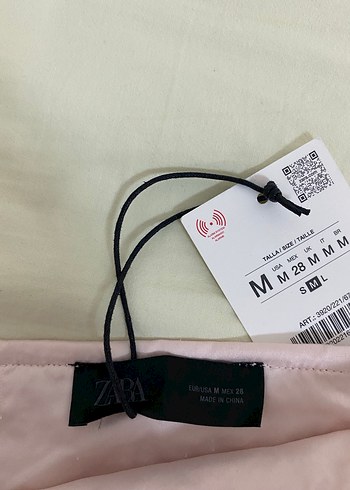 TALLA / SIZE / TAILLE
USA MEX UK IT BR
M M 28 M M M
S M L
ART.: 3920/221/67
ZARA
EUR/USA M MEX 28
MADE IN CHINA